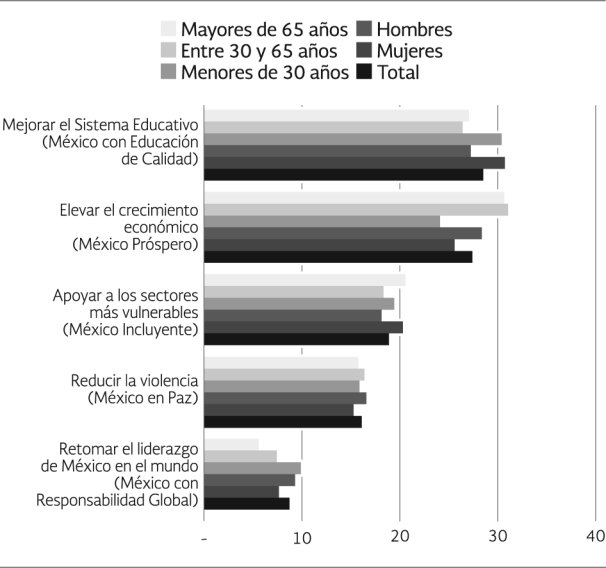 Mayores de 65 años
Entre 30 y 65 años
Menores de 30 años
Hombres
Mujeres
Total
Mejorar el Sistema Educativo
(México con Educación
de Calidad)
Elevar el crecimiento
económico
(México Próspero)
Apoyar a los sectores
más vulnerables
(México Incluyente)
Reducir la violencia
(México en Paz)
Retomar el liderazgo
de México en el mundo
(México con
Responsabilidad Global)
- 10 20 30 40